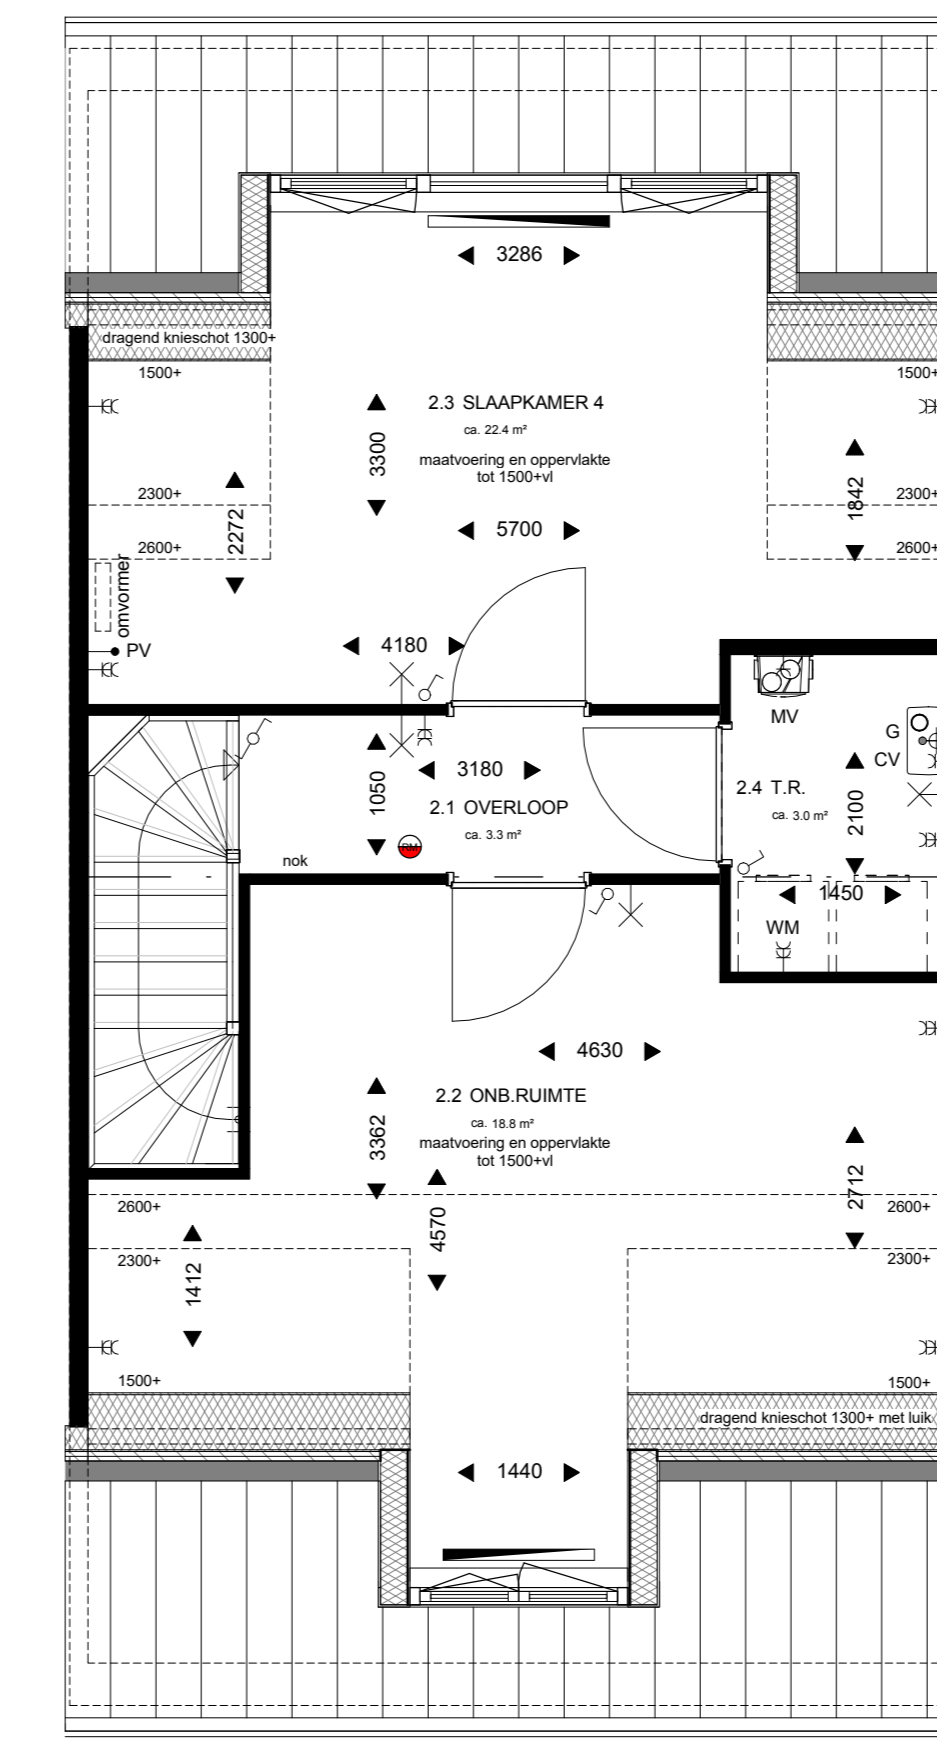 3286
dragend knieschot 1300+
1500+
1500+
2.3 SLAAPKAMER 4
ca. 22.4 m²
maatvoering en oppervlakte
tot 1500+vl
3300
1842
2300+
2300+
2272
5700
2600+
2600+
omvormer
PV
4180
MV
G
CV
3180
1050
2.1 OVERLOOP
ca. 3.3 m²
2.4 T.R.
ca. 3.0 m²
2100
RM
nok
1450
WM
4630
2.2 ONB.RUIMTE
ca. 18.8 m²
maatvoering en oppervlakte
tot 1500+vl
3362
2712
2600+
2600+
4570
2300+
2300+
1412
1500+
1500+
dragend knieschot 1300+ met luik
1440